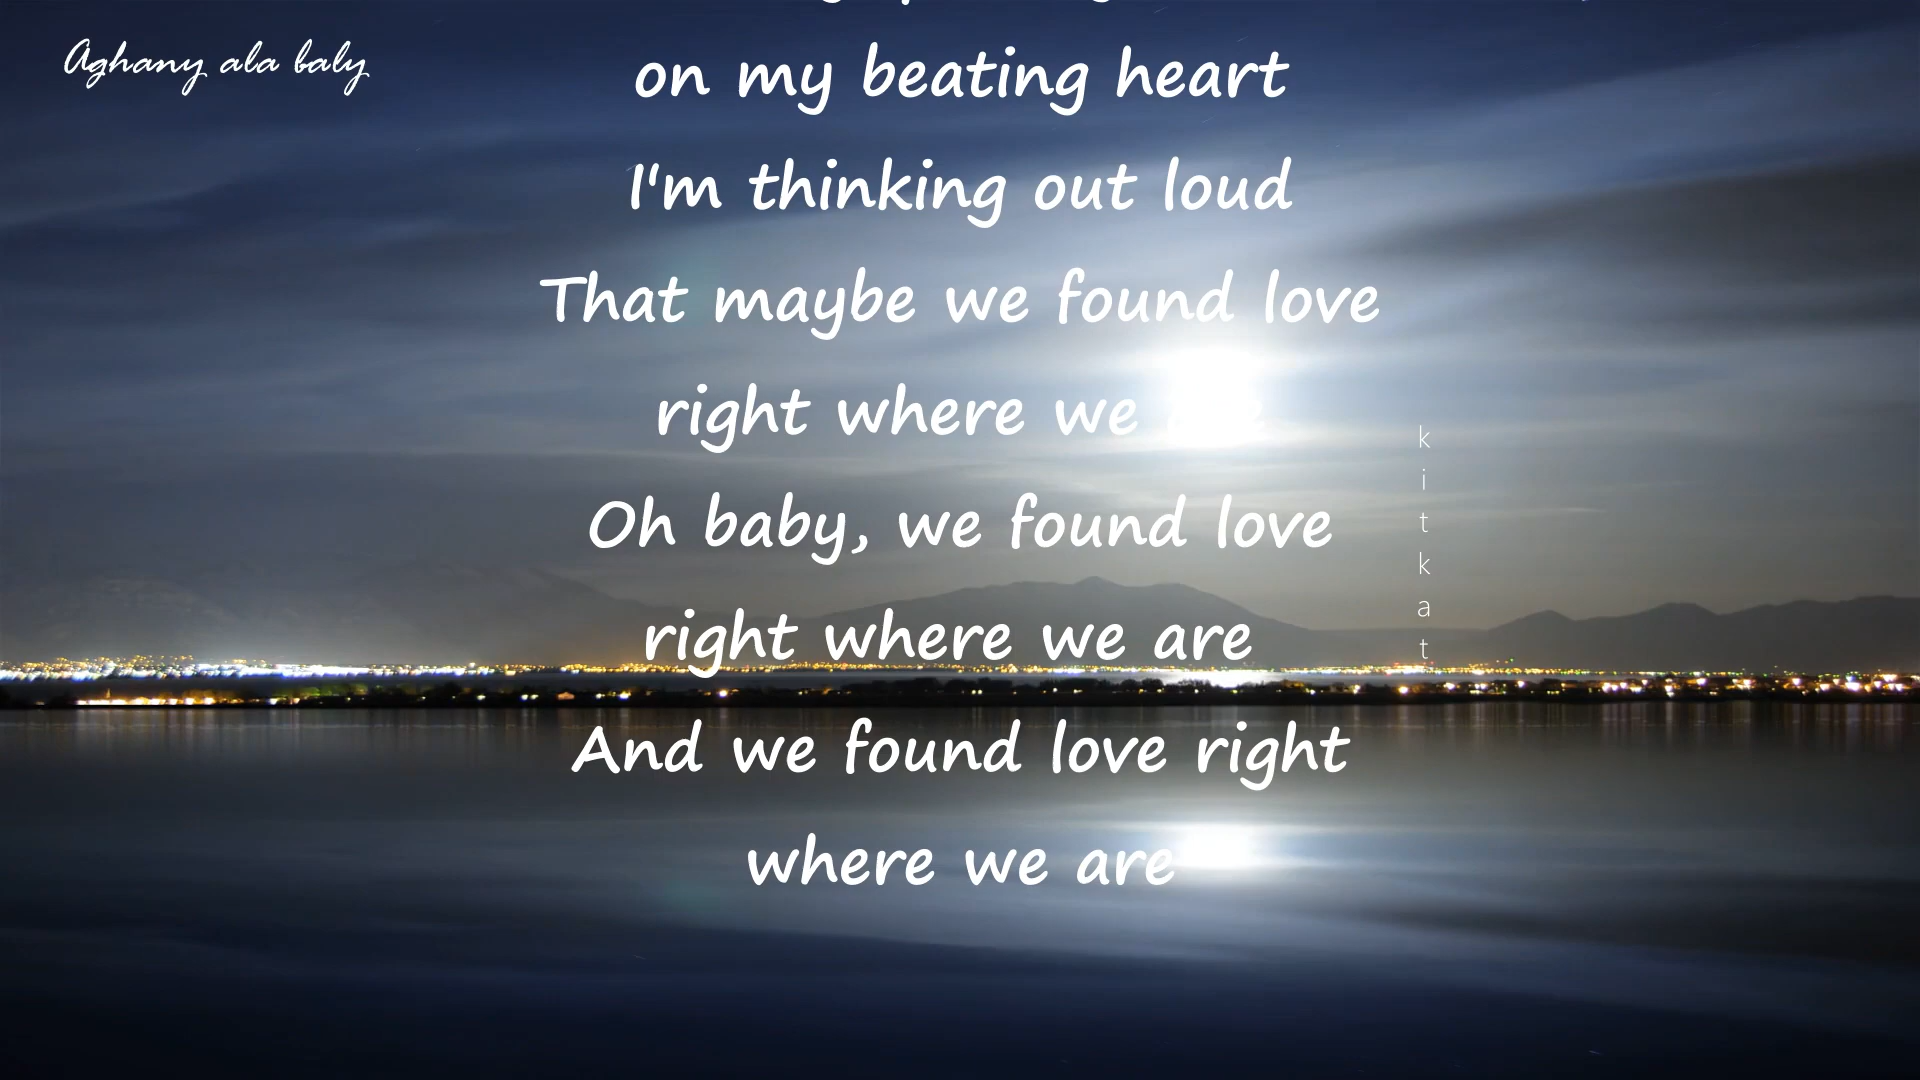 Aghany ala baly
on my beating heart
I'm thinking out loud
That maybe we found love
right where we are
Oh baby, we found love
right where we are
And we found love right
where we are
kitkat